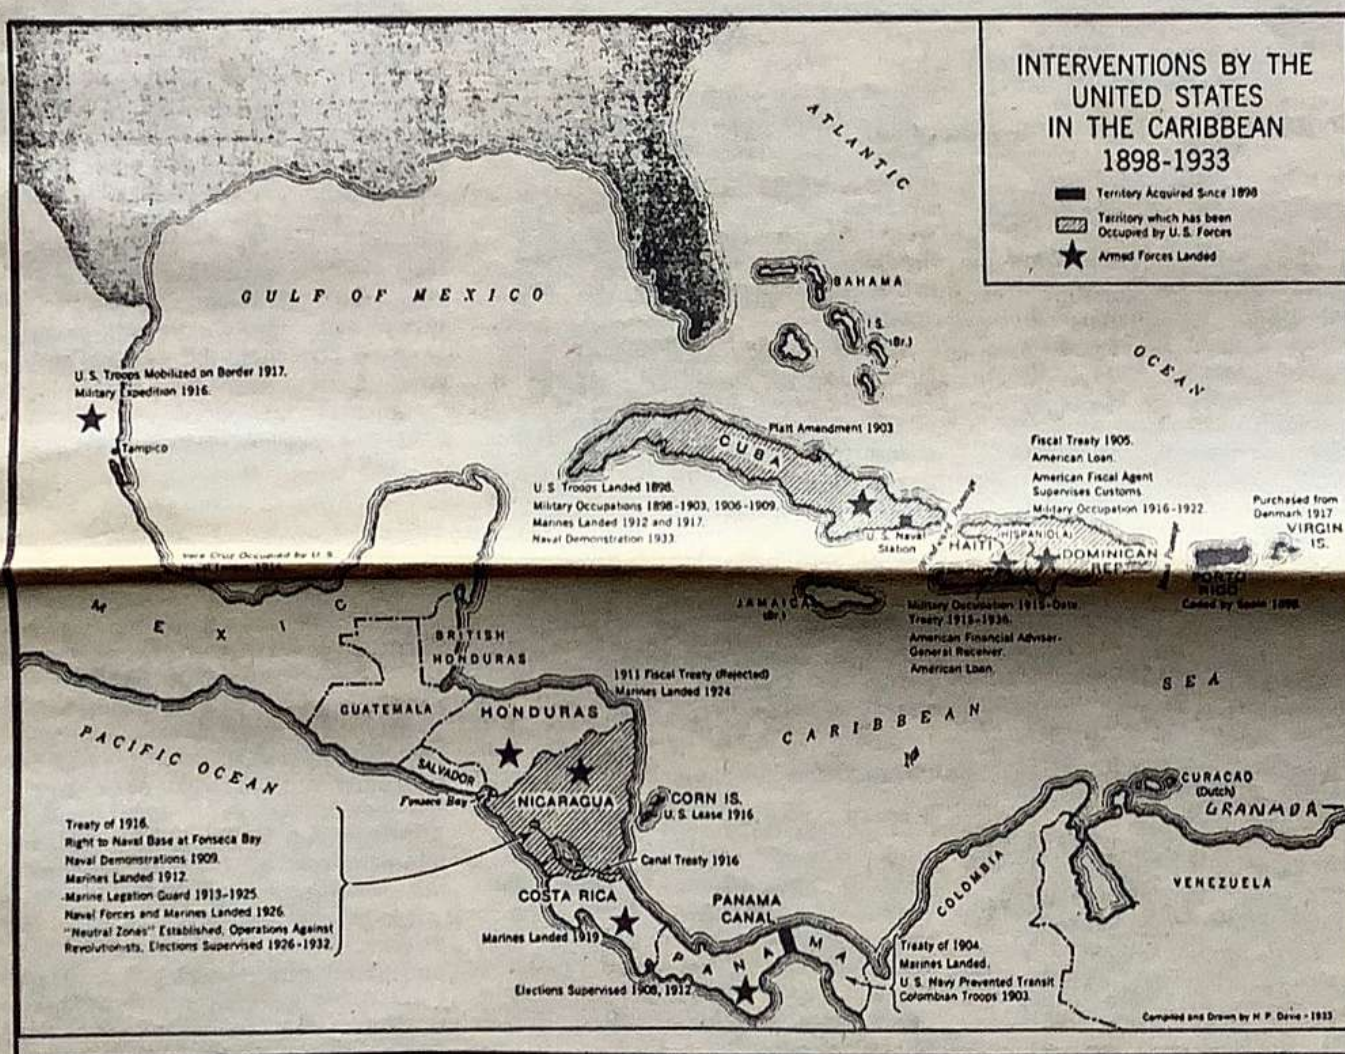 INTERVENTIONS BY THE
UNITED STATES
IN THE CARIBBEAN
1898-1933
Territory Acquired Since 1898
Territory which has been
Occupied by U.S. Forces
Armed Forces Landed
ATLANTIC
OCEAN
GULF OF MEXICO
BAHAMA
IS.
(Br.)
U.S. Troops Mobilized on Border 1917.
Military Expedition 1916.
Tampico
Platt Amendment 1903
CUBA
U.S Troops Landed 1898.
Military Occupations 1898-1903, 1906-1909.
Marines Landed 1912 and 1917.
Naval Demonstration 1933
U.S. Naval
Station
Fiscal Treaty 1905.
American Loan.
American Fiscal Agent
Supervises Customs
Military Occupation 1916-1922.
Purchased from
Denmark 1917
VIRGIN
IS.
HAITI
(HISPANIOLA)
DOMINICAN
REP.
PORTO
RICO
Ceded by Spain 1898
Vera Cruz Occupied by U.S.
MEXIC
JAMAICA
(Br.)
Military Occupation 1915-Date.
Treaty 1915-1936.
American Financial Adviser-
General Receiver.
American Loan.
BRITISH
HONDURAS
1911 Fiscal Treaty (Rejected)
Marines Landed 1924
GUATEMALA
HONDURAS
CARIBBEAN
SEA
PACIFIC OCEAN
SALVADOR
Fonseca Bay
NICARAGUA
CORN IS.
U.S. Lease 1916
CURACAO
(Dutch)
GRANADA
Treaty of 1916.
Right to Naval Base at Fonseca Bay
Naval Demonstrations 1909.
Marines Landed 1912.
Marine Legation Guard 1913-1925
Naval Forces and Marines Landed 1926.
"Neutral Zones" Established, Operations Against
Revolutionists, Elections Supervised 1926-1932.
Canal Treaty 1916
COSTA RICA
PANAMA
CANAL
COLOMBIA
VENEZUELA
Marines Landed 1919
PANAMA
Elections Supervised 1908, 1912
Treaty of 1904.
Marines Landed.
U.S. Navy Prevented Transit
Colombian Troops 1903.
Compiled and Drawn by H P. Davie - 1933